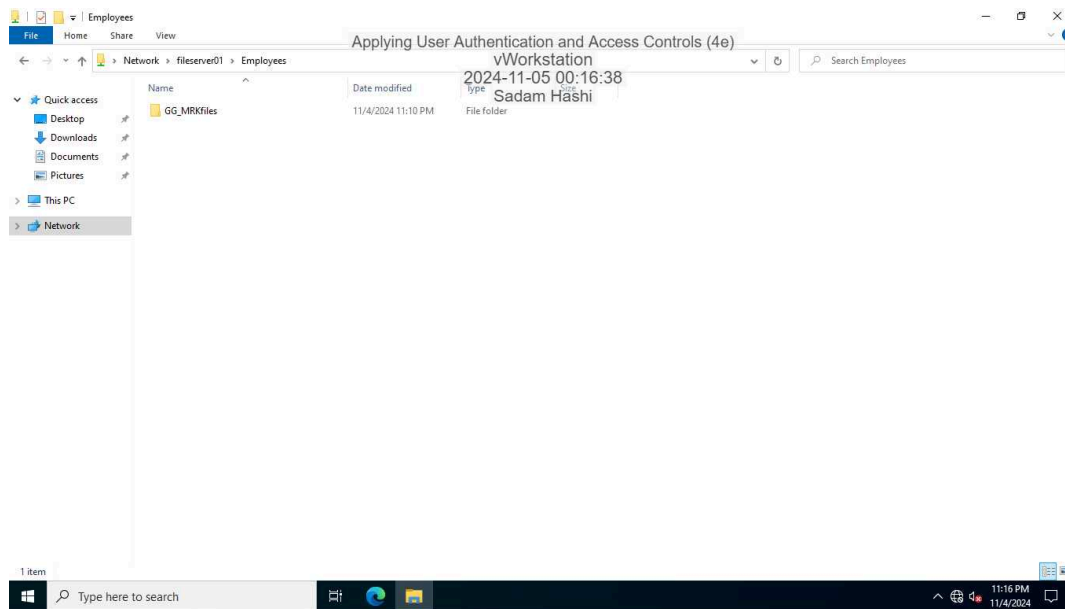 Employees
File Home Share View
Applying User Authentication and Access Controls (4e)
vWorkstation
2024-11-05 00:16:38
Sadam Hashi
Network > fileserver01 > Employees
Search Employees
Name Date modified Type Size
GG_MRKfiles 11/4/2024 11:10 PM File folder
Quick access
Desktop
Downloads
Documents
Pictures
This PC
Network
1 item
Type here to search
11:16 PM
11/4/2024